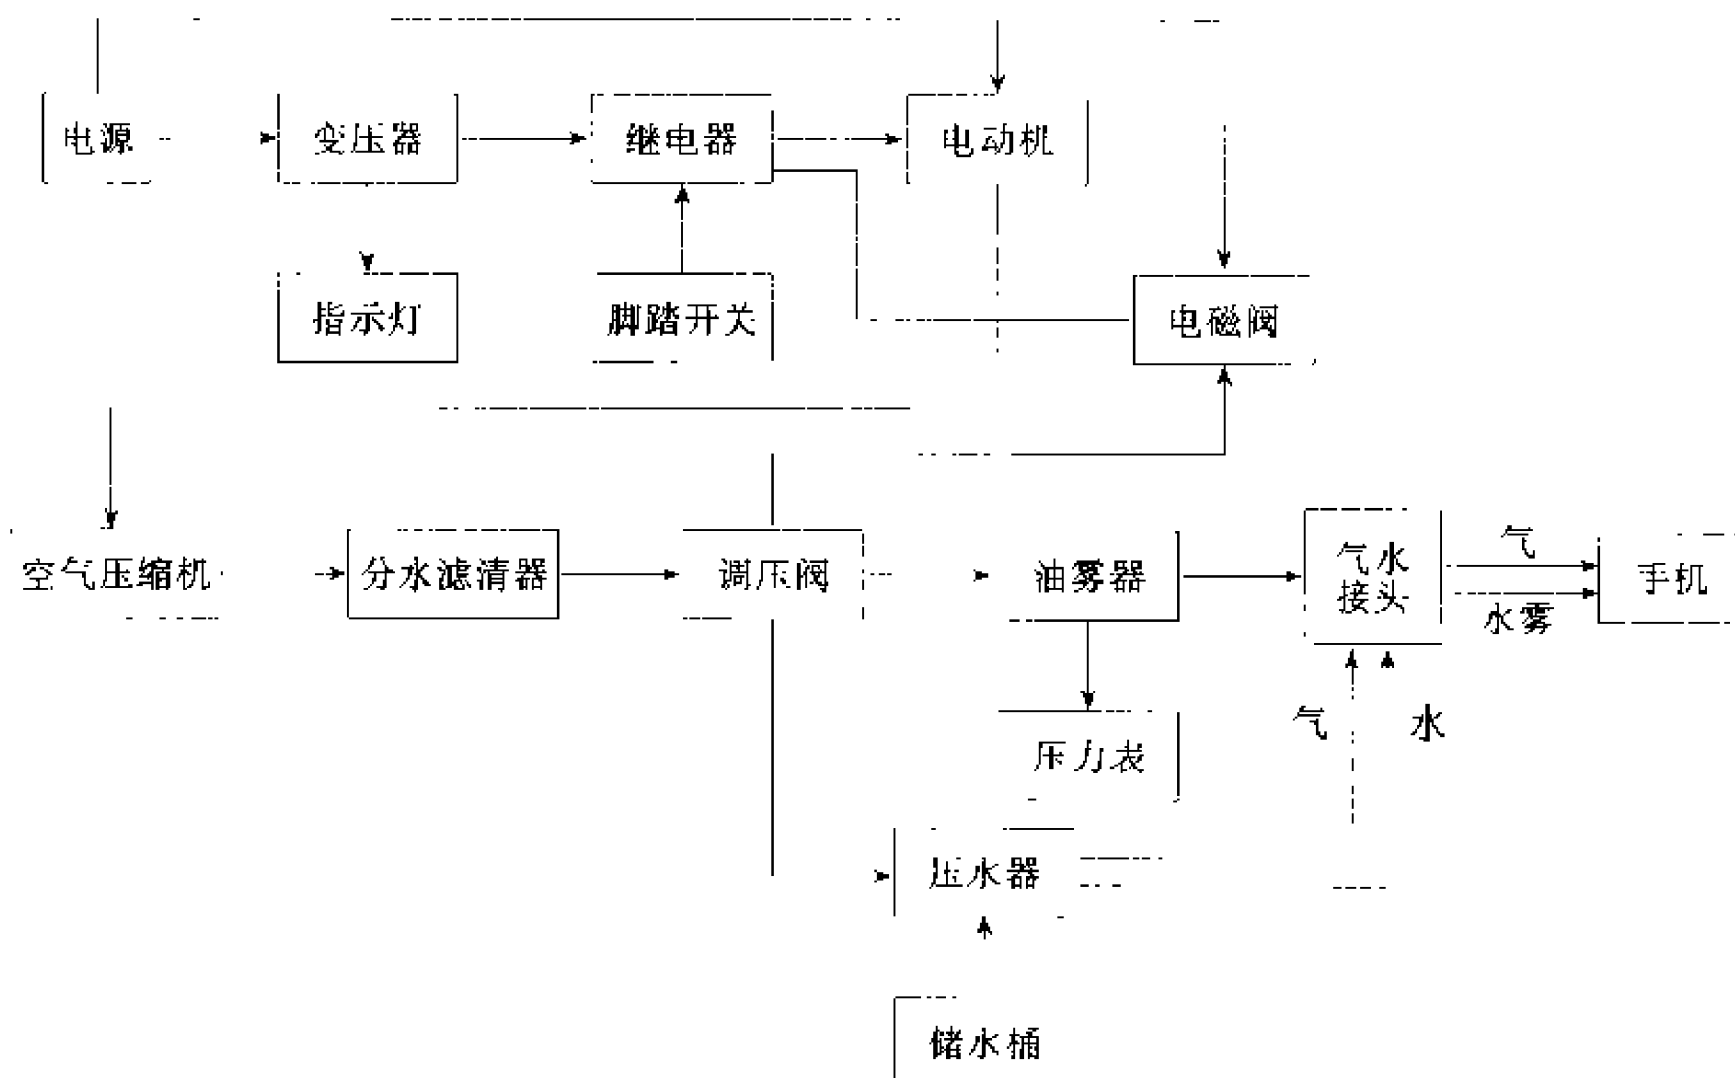 电源
变压器
继电器
电动机
指示灯
脚踏开关
电磁阀
空气压缩机
分水滤清器
调压阀
油雾器
气水
接头
气
水雾
手机
气
水
压力表
压水器
储水桶